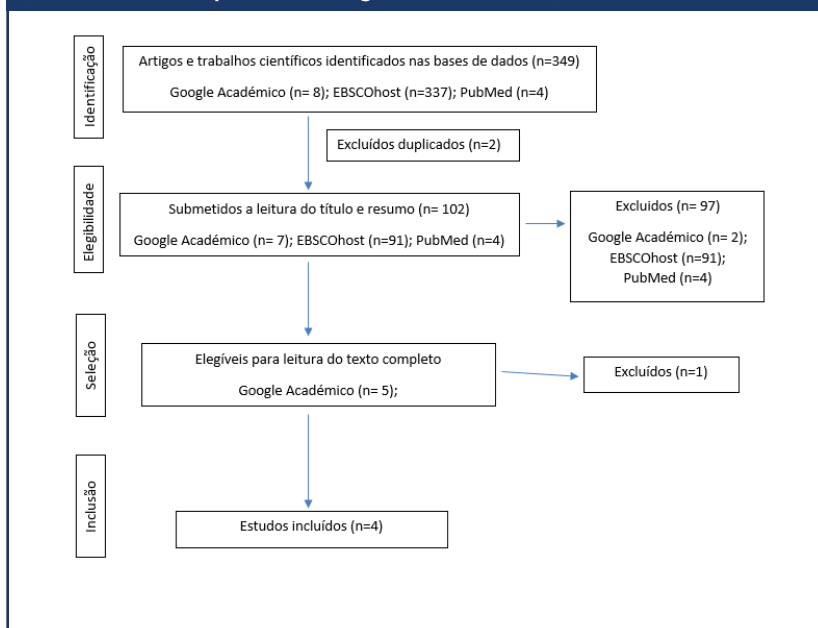 Identificação
Artigos e trabalhos científicos identificados nas bases de dados (n=349)
Google Académico (n= 8); EBSCOhost (n=337); PubMed (n=4)
Excluídos duplicados (n=2)
Elegibilidade
Submetidos a leitura do título e resumo (n= 102)
Google Académico (n= 7); EBSCOhost (n=91); PubMed (n=4)
Excluidos (n= 97)
Google Académico (n= 2);
EBSCOhost (n=91);
PubMed (n=4)
Seleção
Elegíveis para leitura do texto completo
Google Académico (n= 5);
Excluídos (n=1)
Inclusão
Estudos incluídos (n=4)